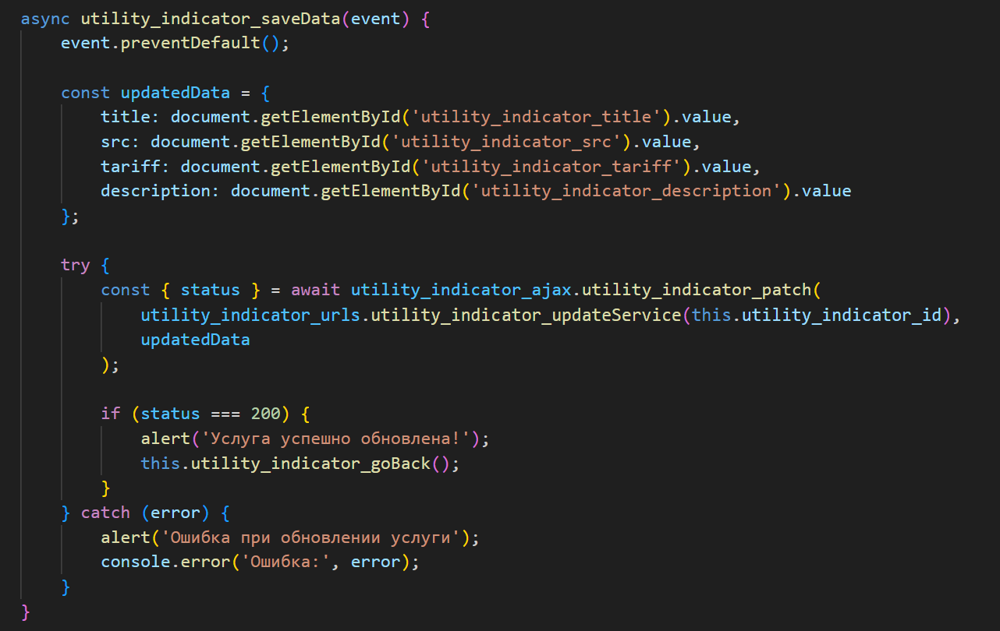 async utility_indicator_saveData(event) {
event.preventDefault();
const updatedData = {
title: document.getElementById('utility_indicator_title').value,
src: document.getElementById('utility_indicator_src').value,
tariff: document.getElementById('utility_indicator_tariff').value,
description: document.getElementById('utility_indicator_description').value
};
try {
const { status } = await utility_indicator_ajax.utility_indicator_patch(
utility_indicator_urls.utility_indicator_updateService(this.utility_indicator_id),
updatedData
);
if (status === 200) {
alert('Услуга успешно обновлена!');
this.utility_indicator_goBack();
}
} catch (error) {
alert('Ошибка при обновлении услуги');
console.error('Ошибка:', error);
}
}